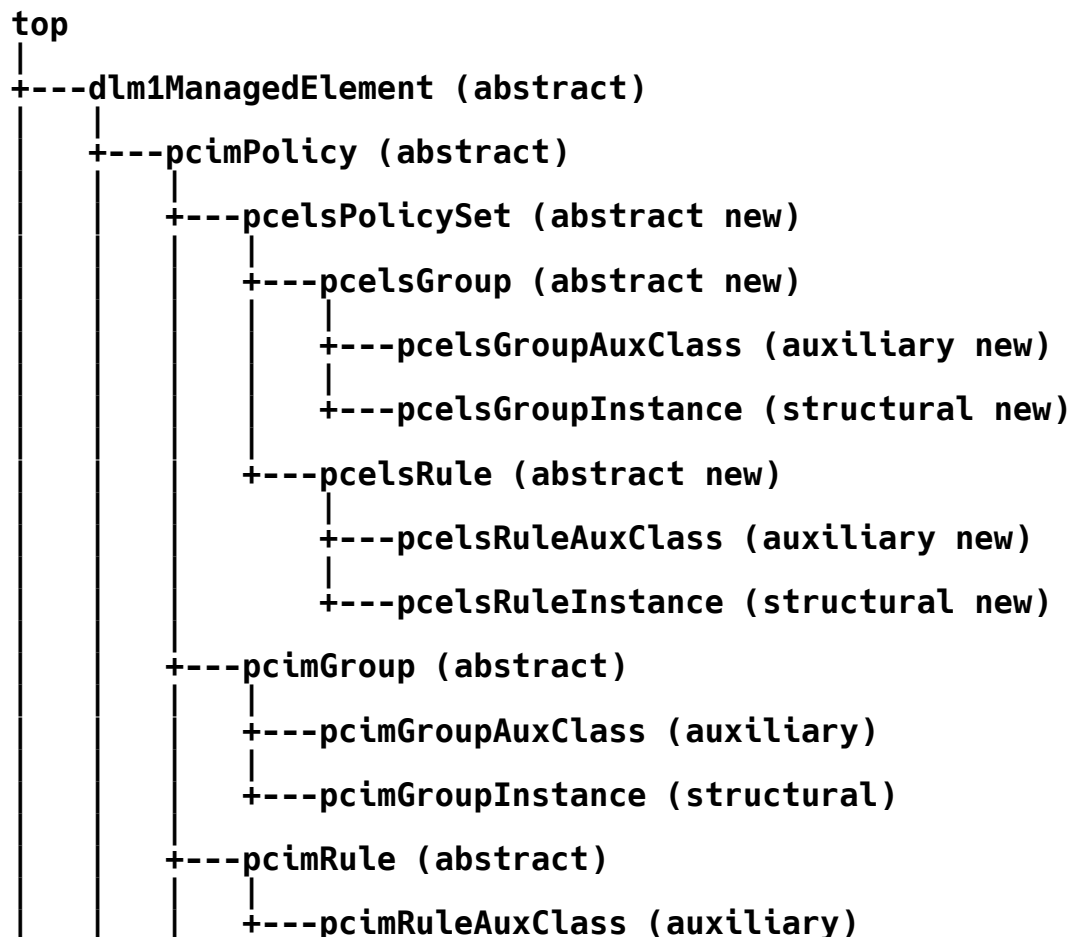 top
|
+---dlm1ManagedElement (abstract)
|   |
|   +---pcimPolicy (abstract)
|   |   |
|   |   +---pcelsPolicySet (abstract new)
|   |   |   |
|   |   |   +---pcelsGroup (abstract new)
|   |   |   |   |
|   |   |   |   +---pcelsGroupAuxClass (auxiliary new)
|   |   |   |   |
|   |   |   |   +---pcelsGroupInstance (structural new)
|   |   |   |
|   |   |   +---pcelsRule (abstract new)
|   |   |       |
|   |   |       +---pcelsRuleAuxClass (auxiliary new)
|   |   |       |
|   |   |       +---pcelsRuleInstance (structural new)
|   |   |
|   |   +---pcimGroup (abstract)
|   |   |   |
|   |   |   +---pcimGroupAuxClass (auxiliary)
|   |   |   |
|   |   |   +---pcimGroupInstance (structural)
|   |   |
|   |   +---pcimRule (abstract)
|   |   |   |
|   |   |   +---pcimRuleAuxClass (auxiliary)